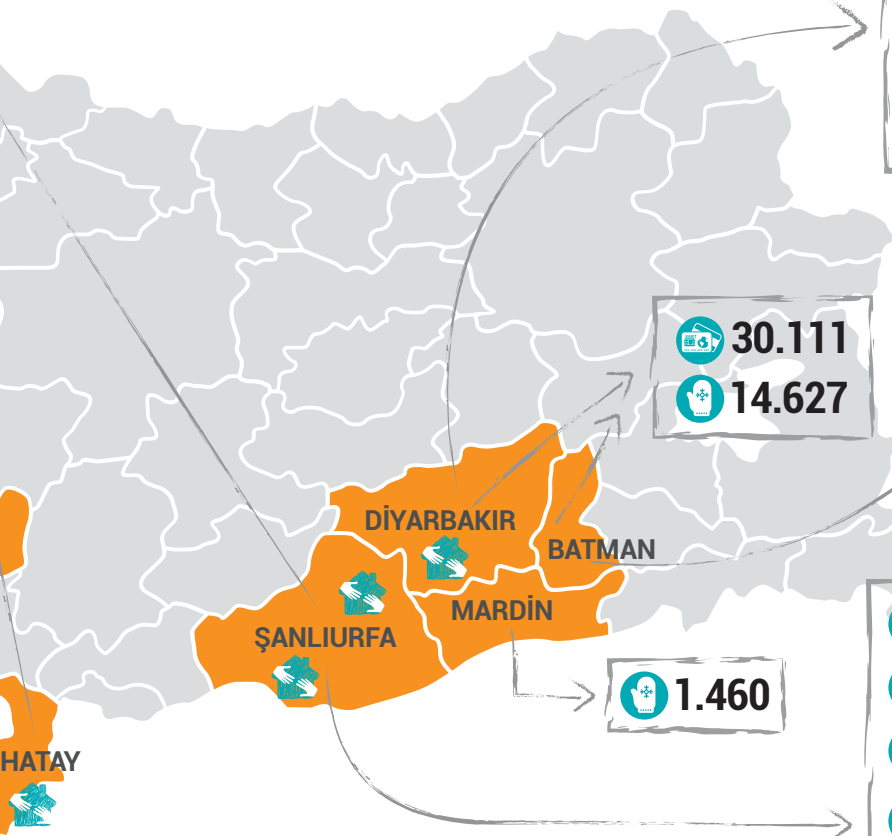 30.111
14.627
DİYARBAKIR
BATMAN
MARDİN
ŞANLIURFA
1.460
HATAY